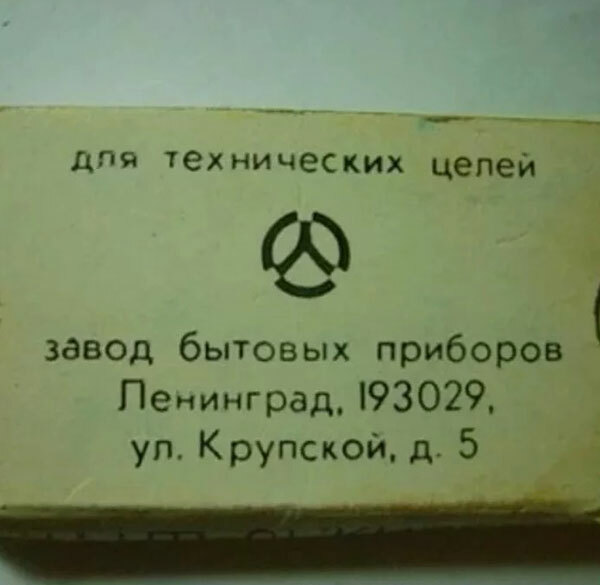 для технических целей
завод бытовых приборов
Ленинград, 193029,
ул. Крупской, д. 5